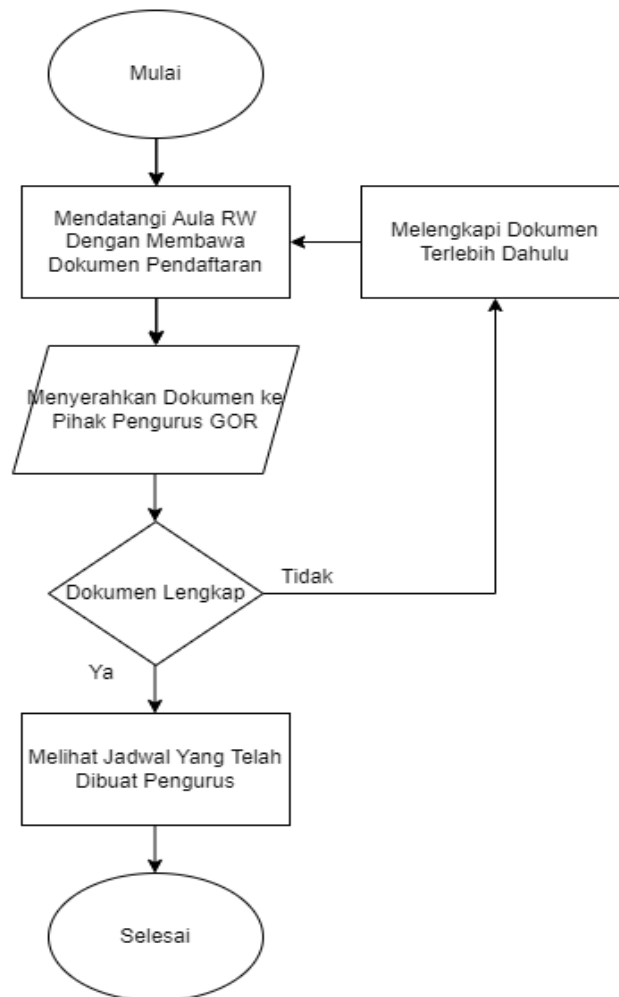 Mulai
Mendatangi Aula RW
Dengan Membawa
Dokumen Pendaftaran
Melengkapi Dokumen
Terlebih Dahulu
Menyerahkan Dokumen ke
Pihak Pengurus GOR
Dokumen Lengkap
Tidak
Ya
Melihat Jadwal Yang Telah
Dibuat Pengurus
Selesai